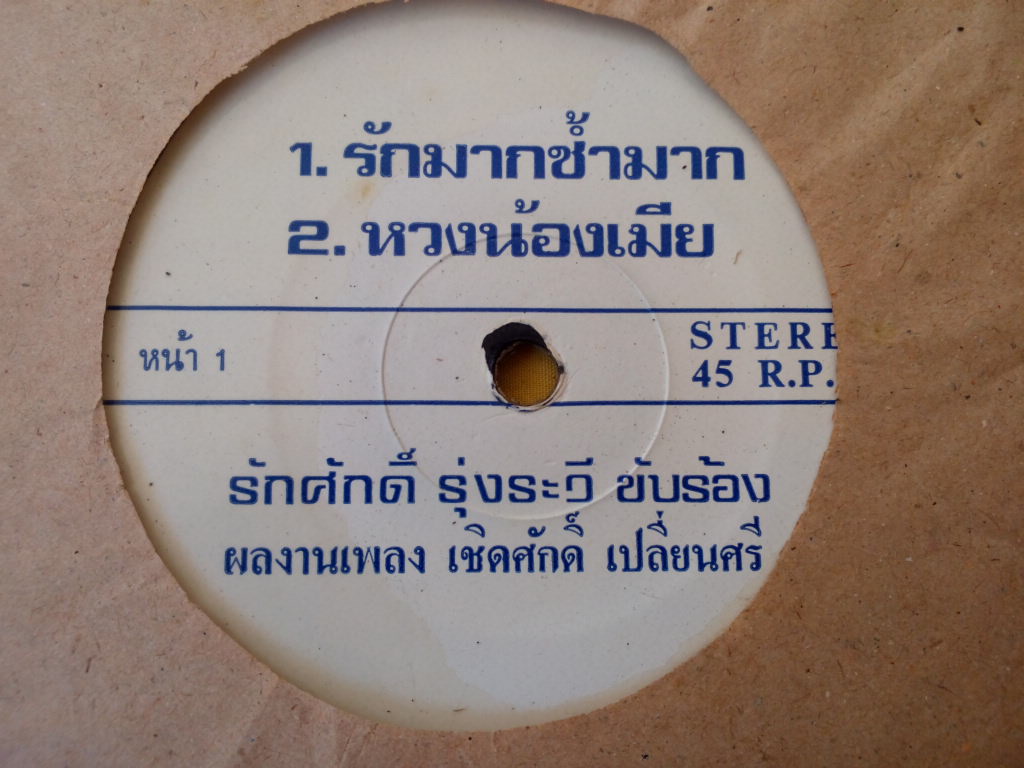 1. รักมากช้ำมาก
2. หวงน้องเมีย
หน้า 1
STERE
45 R.P.
รักศักดิ์ รุ่งระวี ขับร้อง
ผลงานเพลง เชิดศักดิ์ เปลี่ยนศรี